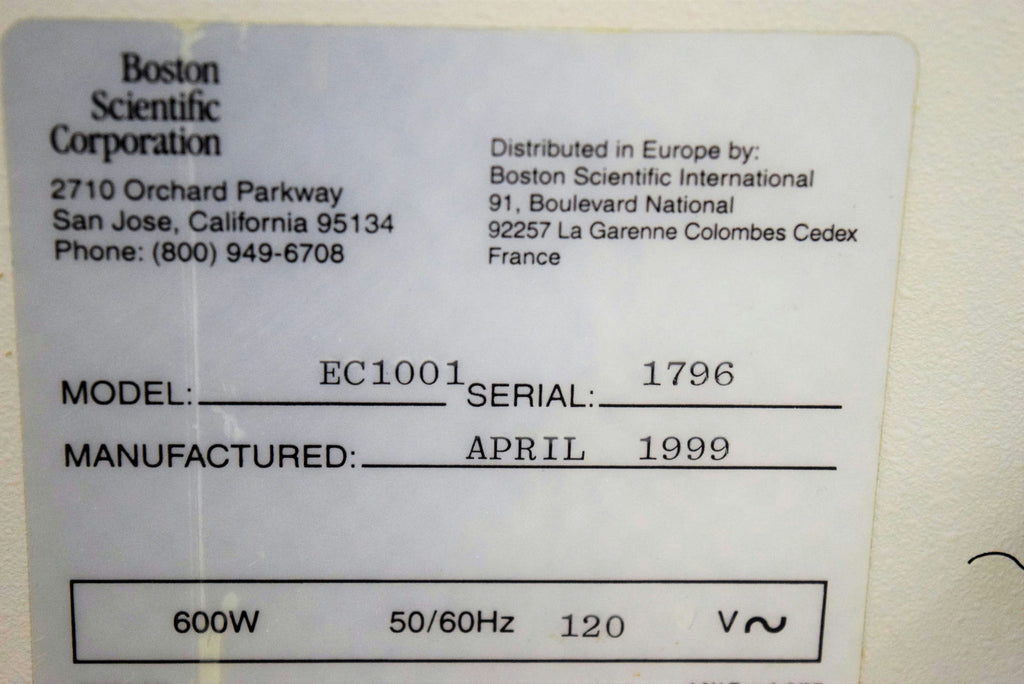 Boston
Scientific
Corporation
2710 Orchard Parkway
San Jose, California 95134
Phone: (800) 949-6708
Distributed in Europe by:
Boston Scientific International
91, Boulevard National
92257 La Garenne Colombes Cedex
France
MODEL: EC1001 SERIAL: 1796
MANUFACTURED: APRIL 1999
600W 50/60Hz 120 V~